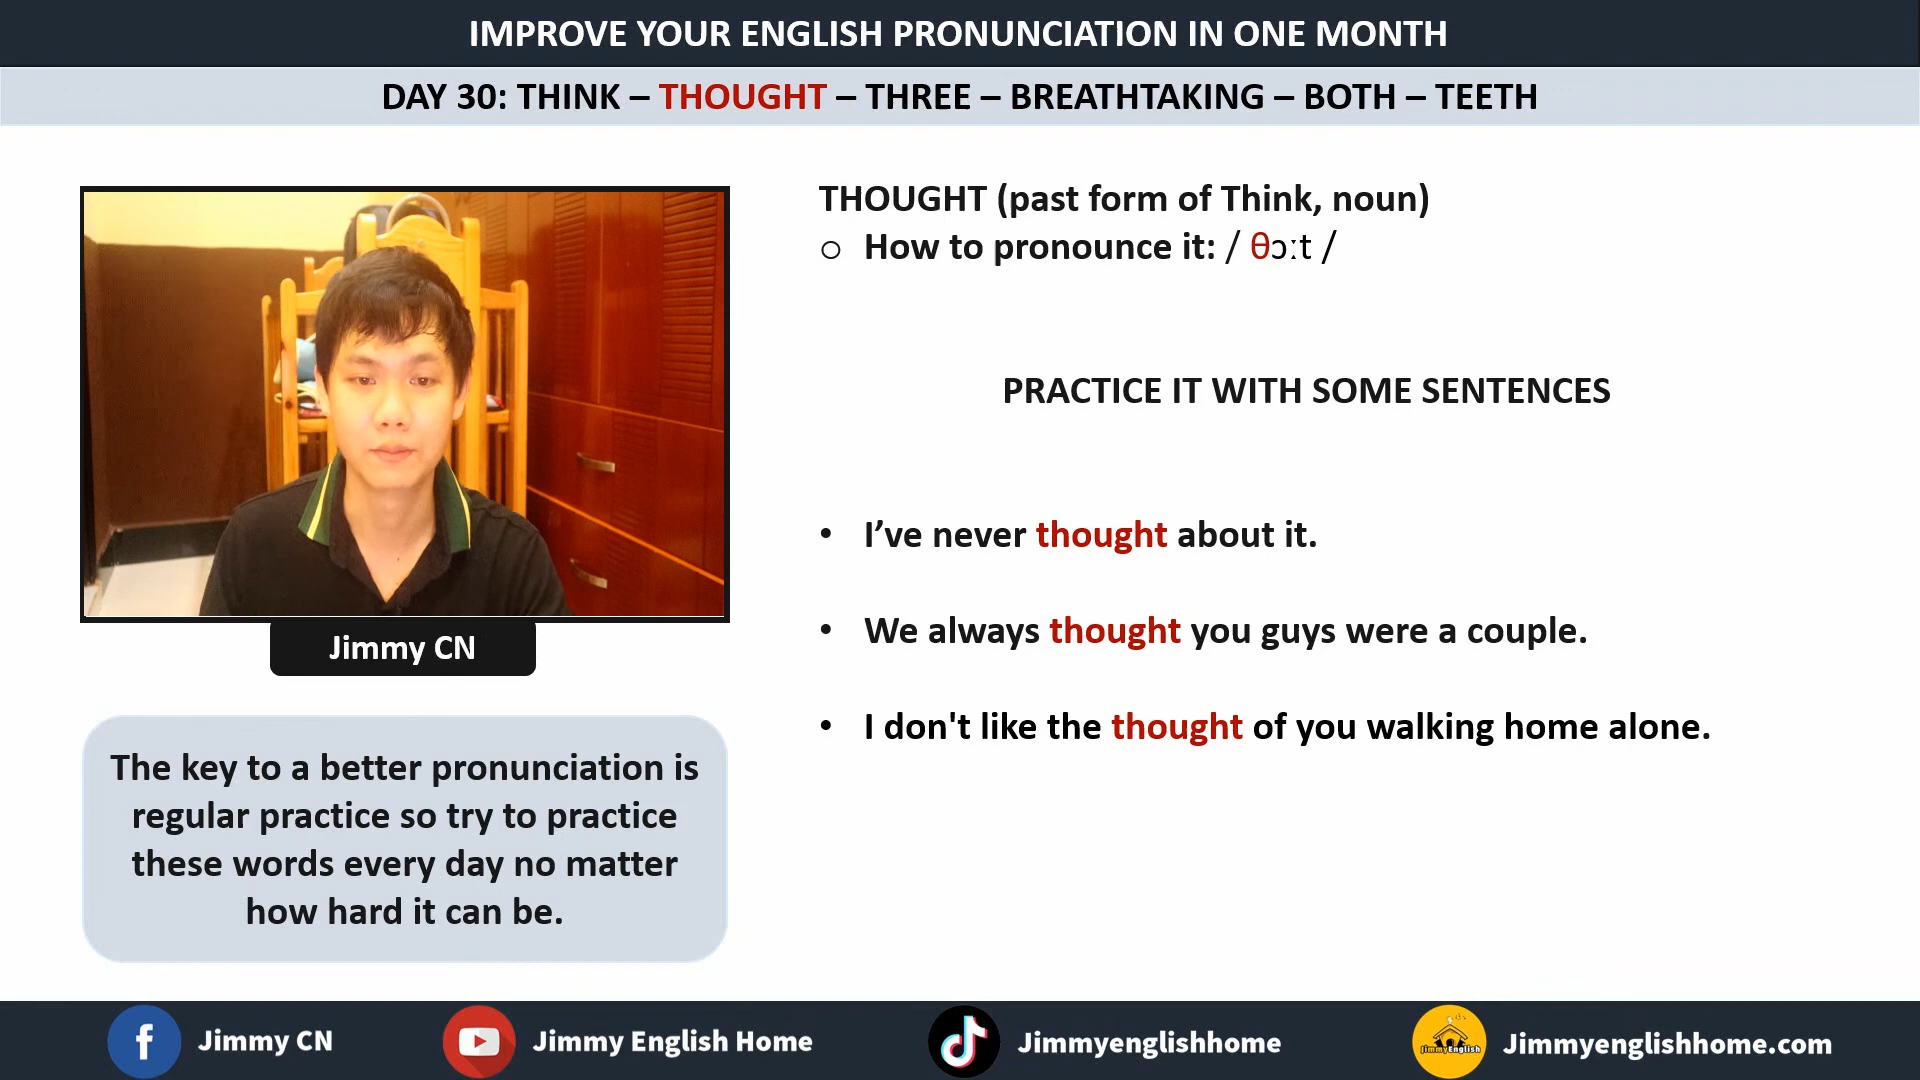 IMPROVE YOUR ENGLISH PRONUNCIATION IN ONE MONTH
DAY 30: THINK – THOUGHT – THREE – BREATHTAKING – BOTH – TEETH
THOUGHT (past form of Think, noun)
o How to pronounce it: / θɔːt /
PRACTICE IT WITH SOME SENTENCES
• I’ve never thought about it.
• We always thought you guys were a couple.
• I don't like the thought of you walking home alone.
Jimmy CN
The key to a better pronunciation is
regular practice so try to practice
these words every day no matter
how hard it can be.
Jimmy CN
Jimmy English Home
Jimmyenglishhome
JimmyEnglish
Jimmyenglishhome.com